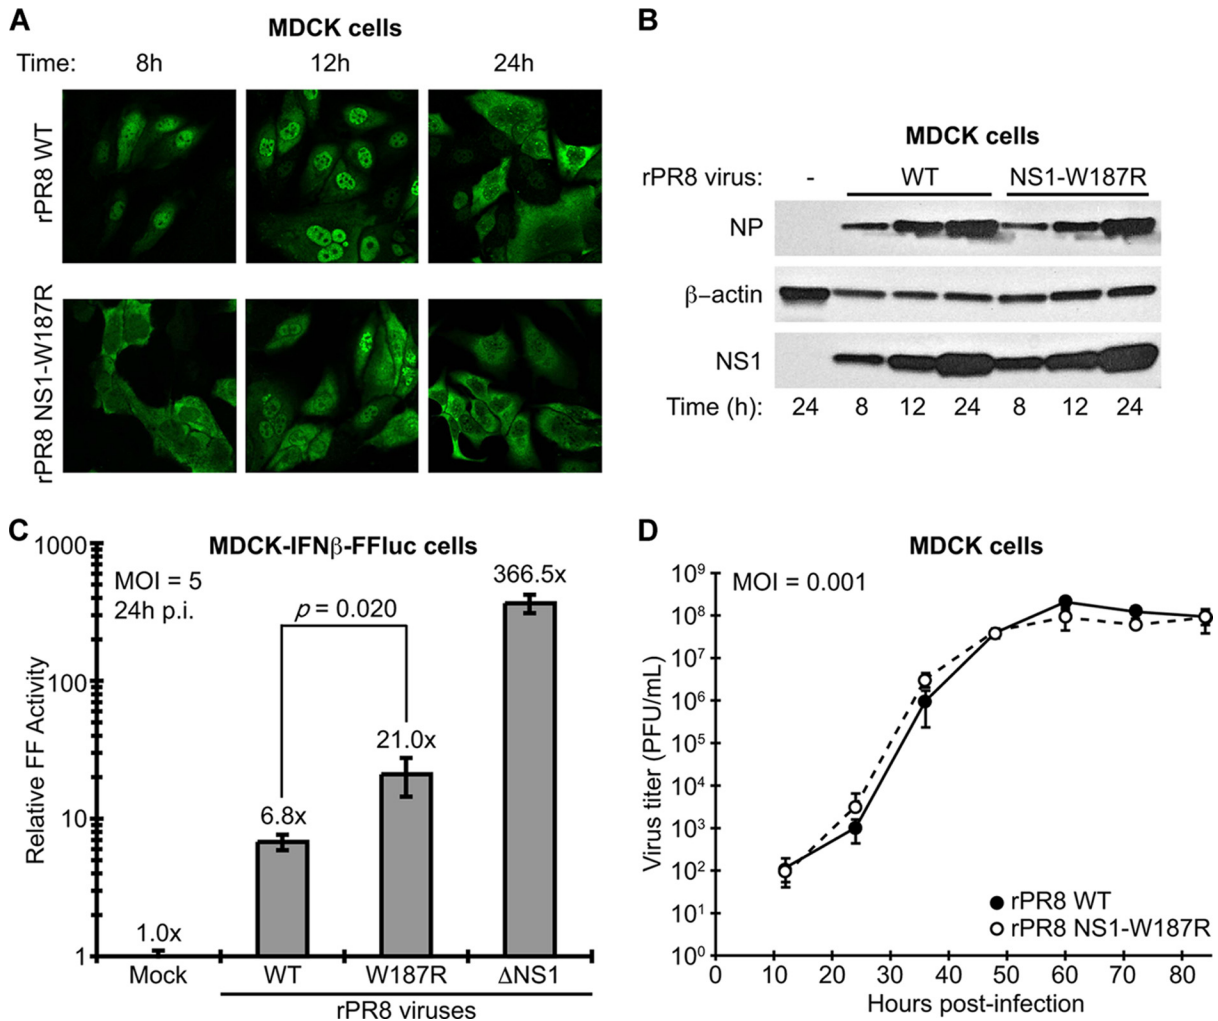 A
MDCK cells
Time: 8h 12h 24h
rPR8 WT
rPR8 NS1-W187R
B
MDCK cells
rPR8 virus: - WT NS1-W187R
NP
β–actin
NS1
Time (h): 24 8 12 24 8 12 24
C
MDCK-IFNβ-FFluc cells
MOI = 5
24h p.i.
p = 0.020
1000
100
10
1
Relative FF Activity
1.0x
6.8x
21.0x
366.5x
Mock WT W187R ΔNS1
rPR8 viruses
D
MDCK cells
MOI = 0.001
10⁹
10⁸
10⁷
10⁶
10⁵
10⁴
10³
10²
10¹
10⁰
Virus titer (PFU/mL)
rPR8 WT
rPR8 NS1-W187R
0 10 20 30 40 50 60 70 80
Hours post-infection